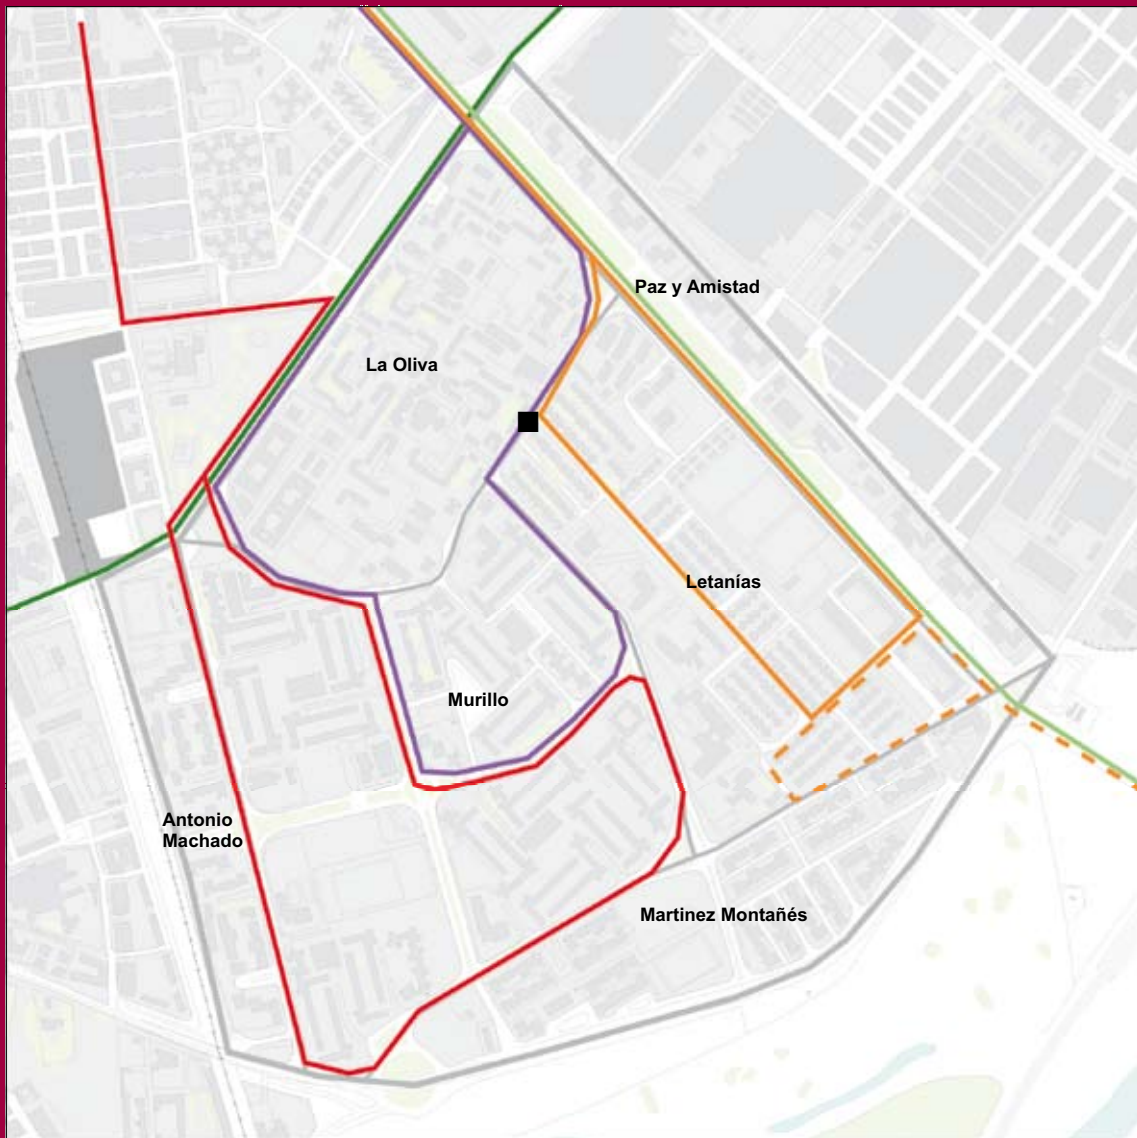 Paz y Amistad
La Oliva
Letanías
Murillo
Antonio
Machado
Martinez Montañés